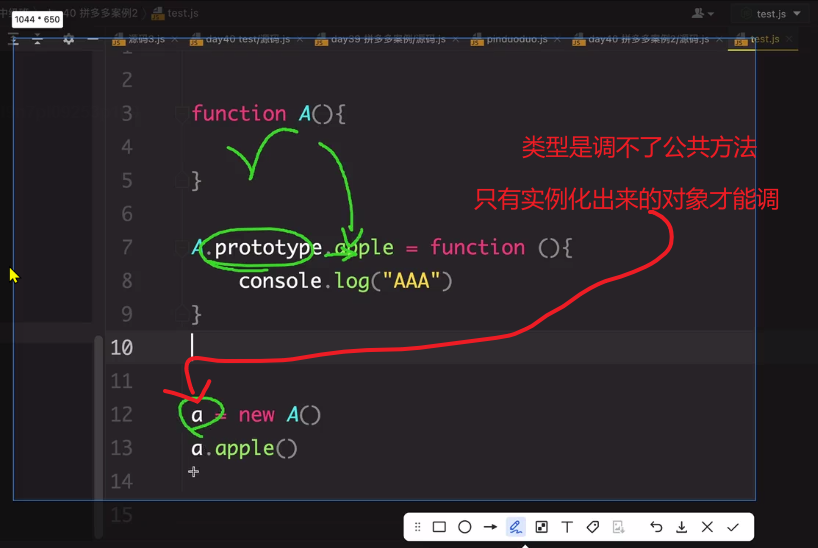 day40 拼多多案例2 test.js
1044 * 650
test.js
源码3.js day40 test/源码.js day39 拼多多案例/源码.js pinduoduo.js day40 拼多多案例2/源码.js test.js
2
3 function A(){
4
类型是调不了公共方法
5 }
只有实例化出来的对象才能调
6
7 A.prototype.apple = function (){
8 console.log("AAA")
9 }
10
11
12 a = new A()
13 a.apple()
14
15
T